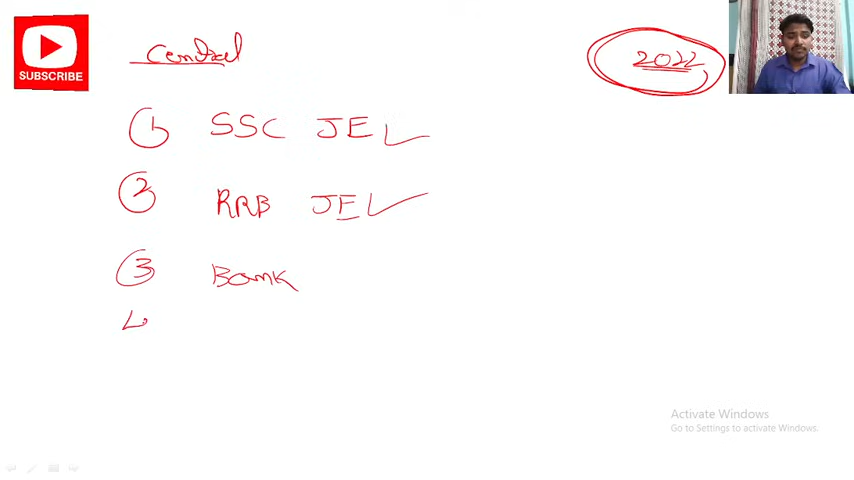 SUBSCRIBE
Central
2022
1 SSC JE
2 RRB JE
3 Bank
4
Activate Windows
Go to Settings to activate Windows.